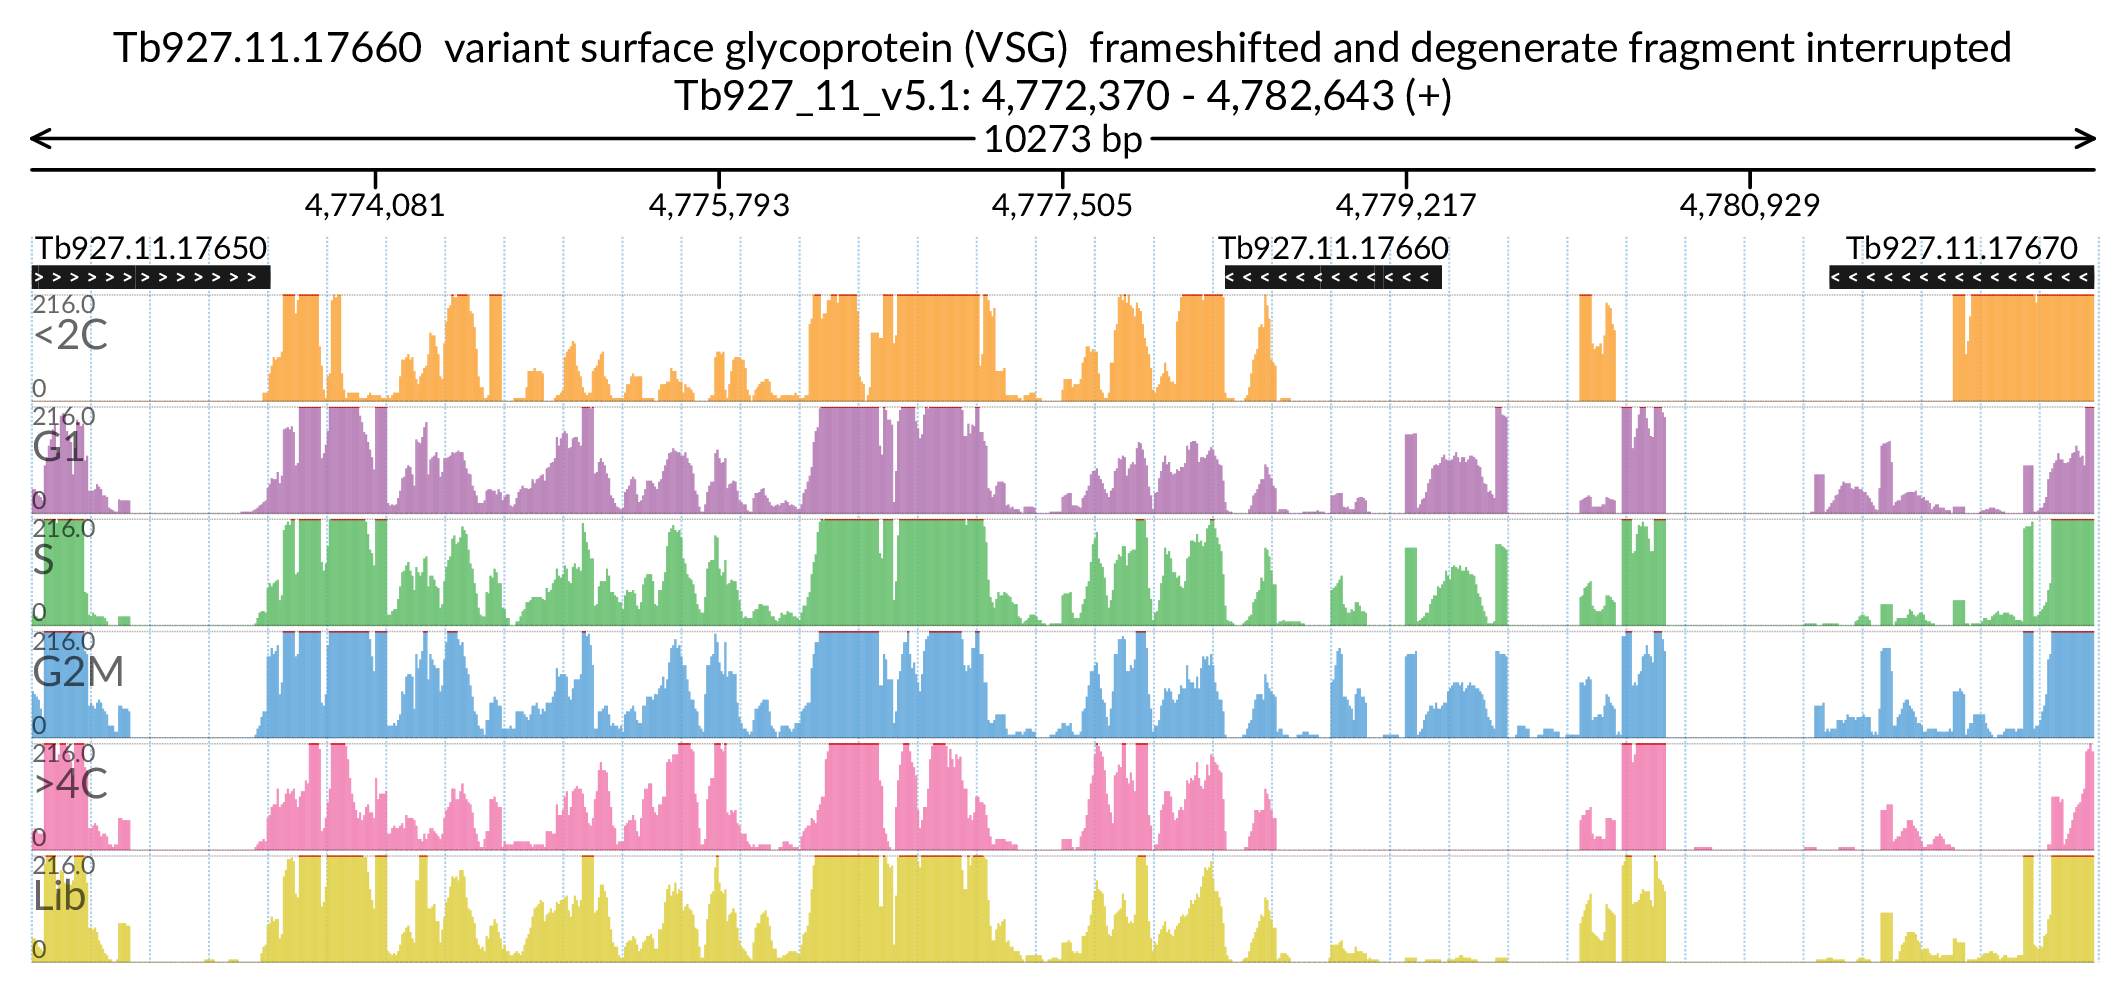 Tb927.11.17660  variant surface glycoprotein (VSG)  frameshifted and degenerate fragment interrupted
Tb927_11_v5.1: 4,772,370 - 4,782,643 (+)
10273 bp
4,774,081 4,775,793 4,777,505 4,779,217 4,780,929
Tb927.11.17650 Tb927.11.17660 Tb927.11.17670
216.0
<2C
0
216.0
G1
0
216.0
S
0
216.0
G2M
0
216.0
>4C
0
216.0
Lib
0